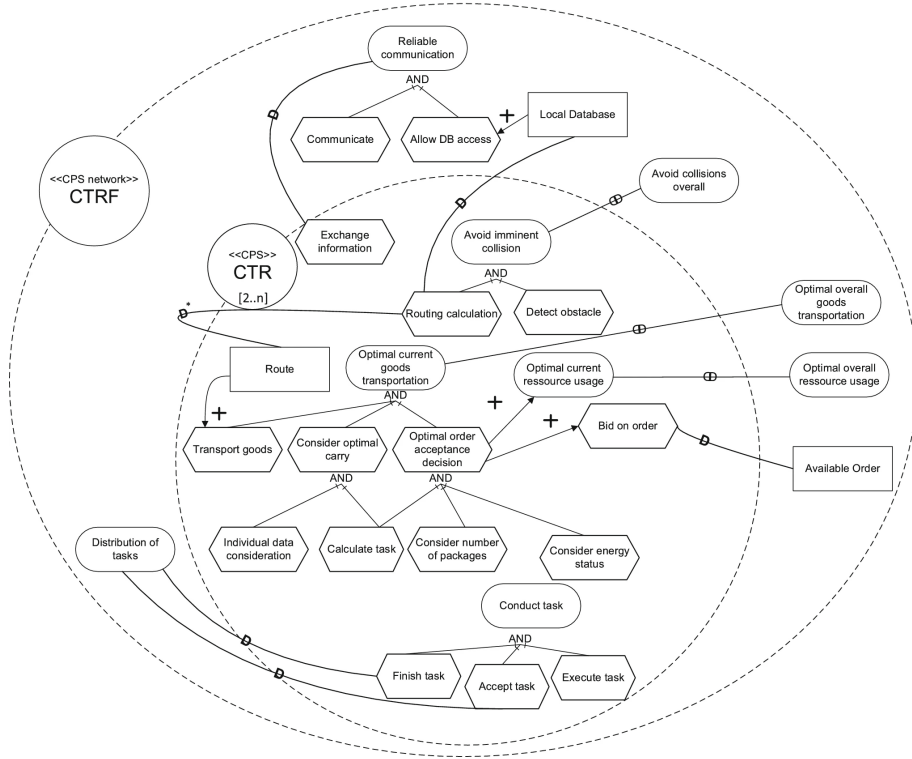 Reliable
communication
AND
D
Communicate
Allow DB access
+
Local Database
<<CPS network>>
CTRF
Avoid collisions
overall
D
Exchange
information
Avoid imminent
collision
<<CPS>>
CTR
[2..n]
AND
Routing calculation
Detect obstacle
Optimal overall
goods
transportation
D*
Route
Optimal current
goods
transportation
AND
Optimal current
ressource usage
Optimal overall
ressource usage
+
+
+
Transport goods
Consider optimal
carry
Optimal order
acceptance
decision
Bid on order
D
Available Order
AND
AND
Individual data
consideration
Calculate task
Consider number
of packages
Consider energy
status
Distribution of
tasks
Conduct task
AND
D
D
Finish task
Accept task
Execute task